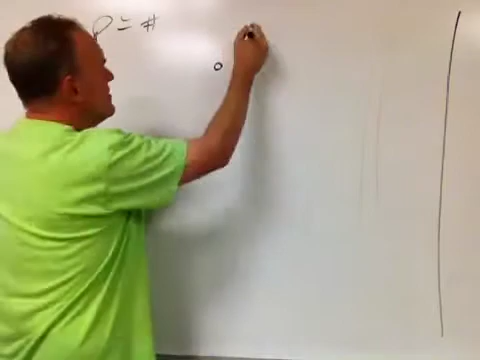 P = #